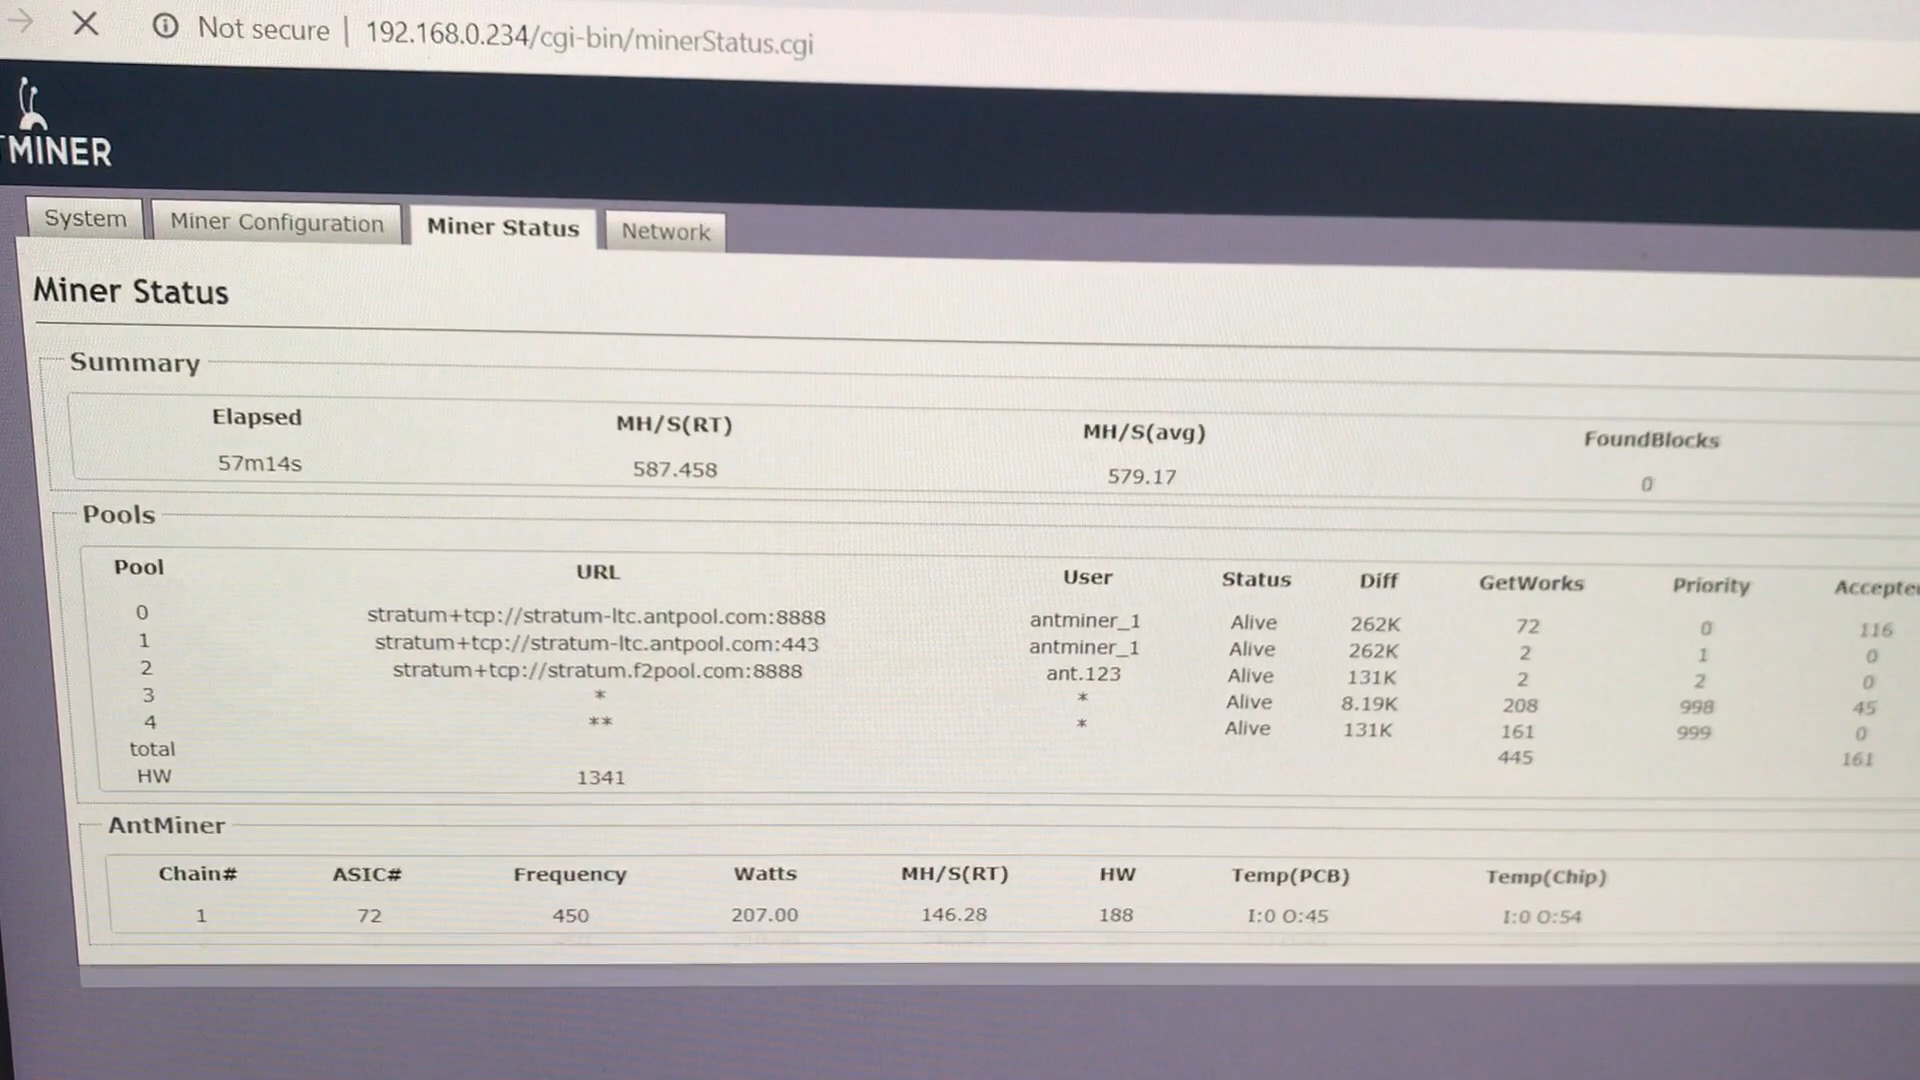 Not secure | 192.168.0.234/cgi-bin/minerStatus.cgi
TMINER
System Miner Configuration Miner Status Network
Miner Status
Summary
Elapsed MH/S(RT) MH/S(avg) FoundBlocks
57m14s 587.458 579.17 0
Pools
Pool URL User Status Diff GetWorks Priority Accepte
0 stratum+tcp://stratum-ltc.antpool.com:8888 antminer_1 Alive 262K 72 0 116
1 stratum+tcp://stratum-ltc.antpool.com:443 antminer_1 Alive 262K 2 1 0
2 stratum+tcp://stratum.f2pool.com:8888 ant.123 Alive 131K 2 2 0
3 * * Alive 8.19K 208 998 45
4 ** * Alive 131K 161 999 0
total 445 161
HW 1341
AntMiner
Chain# ASIC# Frequency Watts MH/S(RT) HW Temp(PCB) Temp(Chip)
1 72 450 207.00 146.28 188 I:0 O:45 I:0 O:54